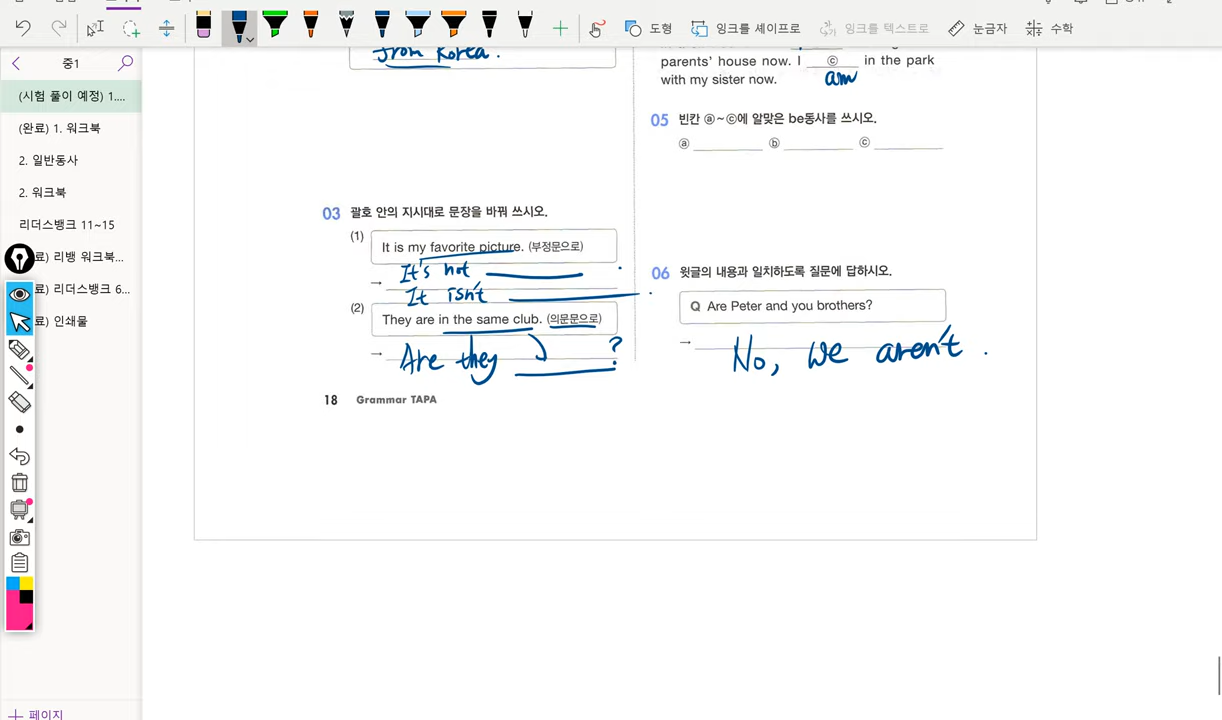 도형
잉크를 셰이프로
잉크를 텍스트로
눈금자
수학
중1
(시험 풀이 예정) 1....
(완료) 1. 워크북
2. 일반동사
2. 워크북
리더스뱅크 11~15
료) 리뱅 워크북...
료) 리더스뱅크 6...
료) 인쇄물
페이지
from Korea.
03 괄호 안의 지시대로 문장을 바꿔 쓰시오.
(1) It is my favorite picture. (부정문으로)
→ It's not ______ .
It isn't ______ .
(2) They are in the same club. (의문문으로)
→ Are they ______ ?
18 Grammar TAPA
parents' house now. I ⓒ in the park
am
with my sister now.
05 빈칸 ⓐ~ⓒ에 알맞은 be동사를 쓰시오.
ⓐ ______ ⓑ ______ ⓒ ______
06 윗글의 내용과 일치하도록 질문에 답하시오.
Q Are Peter and you brothers?
→ No, we aren't .